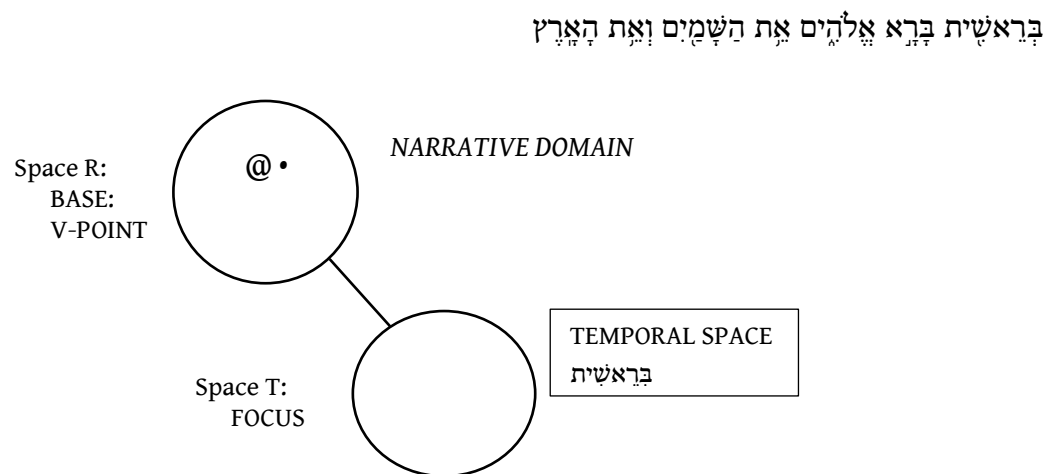 בְּרֵאשִׁ֖ית בָּרָ֣א אֱלֹהִ֑ים אֵ֥ת הַשָּׁמַ֖יִם וְאֵ֥ת הָאָֽרֶץ
NARRATIVE DOMAIN
@ •
Space R:
BASE:
V-POINT
TEMPORAL SPACE
בְּרֵאשִׁית
Space T:
FOCUS